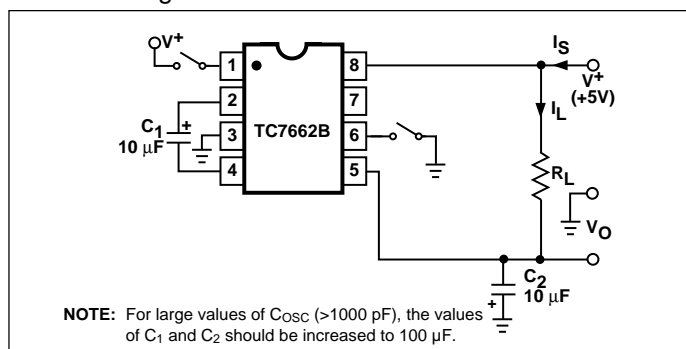 V+
IS
1
8
V+
(+5V)
2
7
IL
C1
+
10 µF
3
TC7662B
6
4
5
RL
VO
C2
10 µF
+
NOTE: For large values of COSC (>1000 pF), the values
of C1 and C2 should be increased to 100 µF.